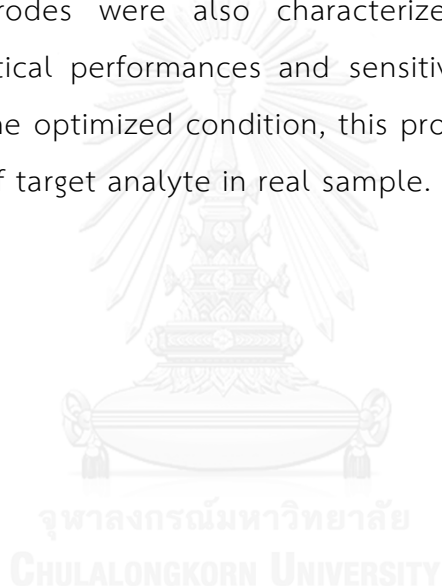 rodes were also characterize
tical performances and sensitiv
ne optimized condition, this pro
f target analyte in real sample.
จุฬาลงกรณ์มหาวิทยาลัย
CHULALONGKORN UNIVERSITY